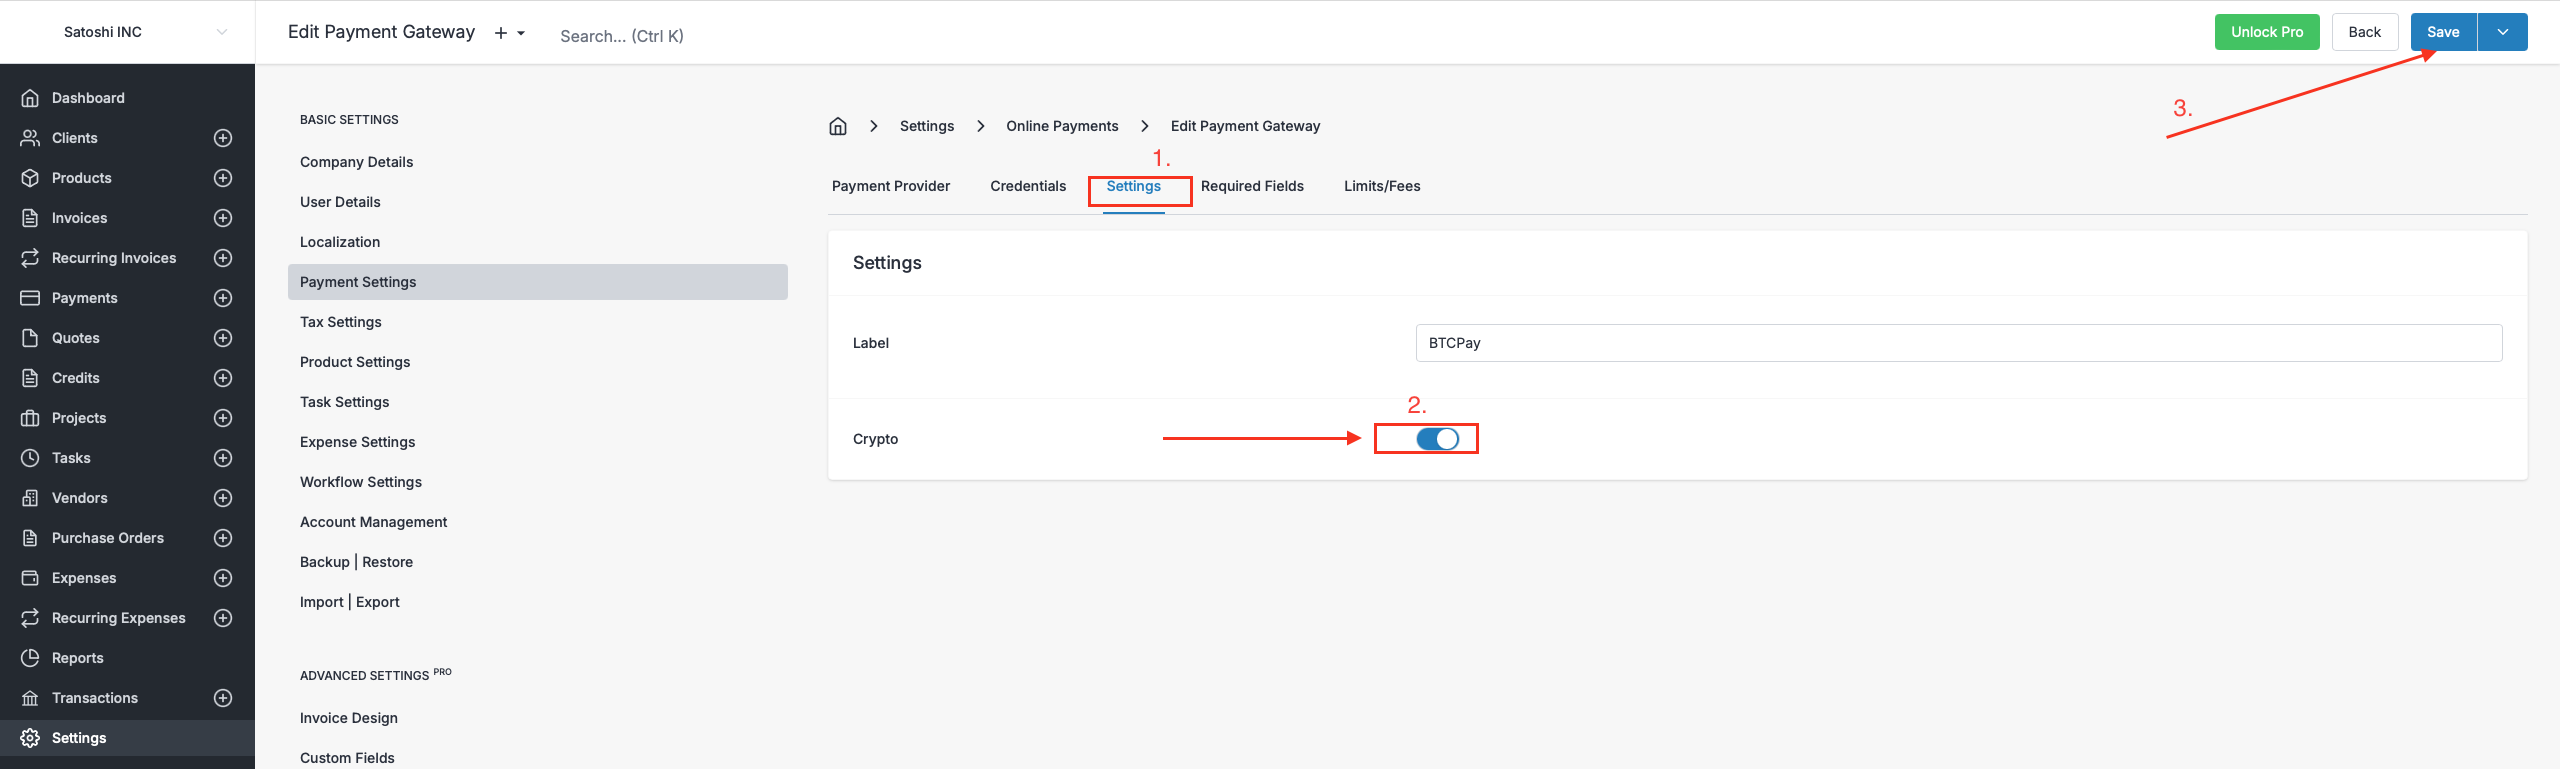 Satoshi INC
Edit Payment Gateway
Search... (Ctrl K)
Unlock Pro
Back
Save
3.
Dashboard
Clients
Products
Invoices
Recurring Invoices
Payments
Quotes
Credits
Projects
Tasks
Vendors
Purchase Orders
Expenses
Recurring Expenses
Reports
Transactions
Settings
BASIC SETTINGS
Company Details
User Details
Localization
Payment Settings
Tax Settings
Product Settings
Task Settings
Expense Settings
Workflow Settings
Account Management
Backup | Restore
Import | Export
ADVANCED SETTINGS PRO
Invoice Design
Custom Fields
Settings
Online Payments
Edit Payment Gateway
1.
Payment Provider
Credentials
Settings
Required Fields
Limits/Fees
Settings
Label
BTCPay
2.
Crypto